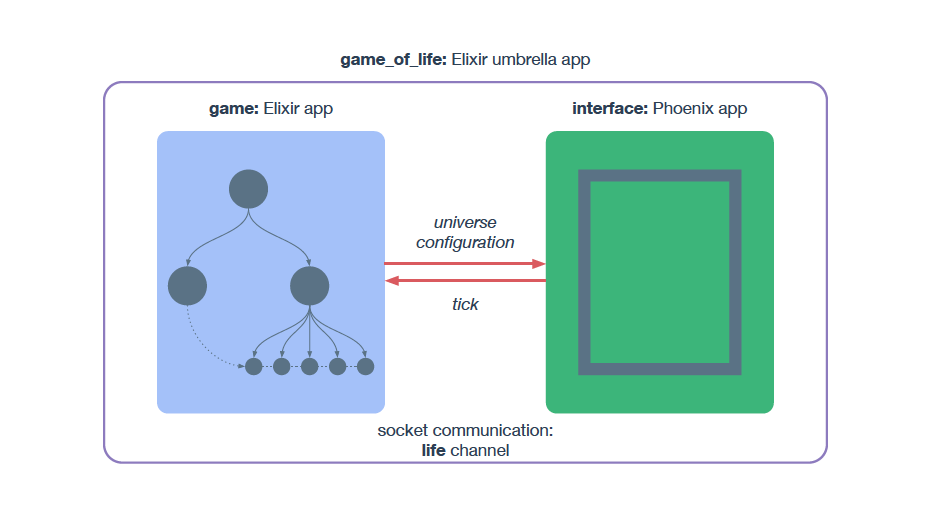 game_of_life: Elixir umbrella app
game: Elixir app
interface: Phoenix app
universe
configuration
tick
socket communication:
life channel